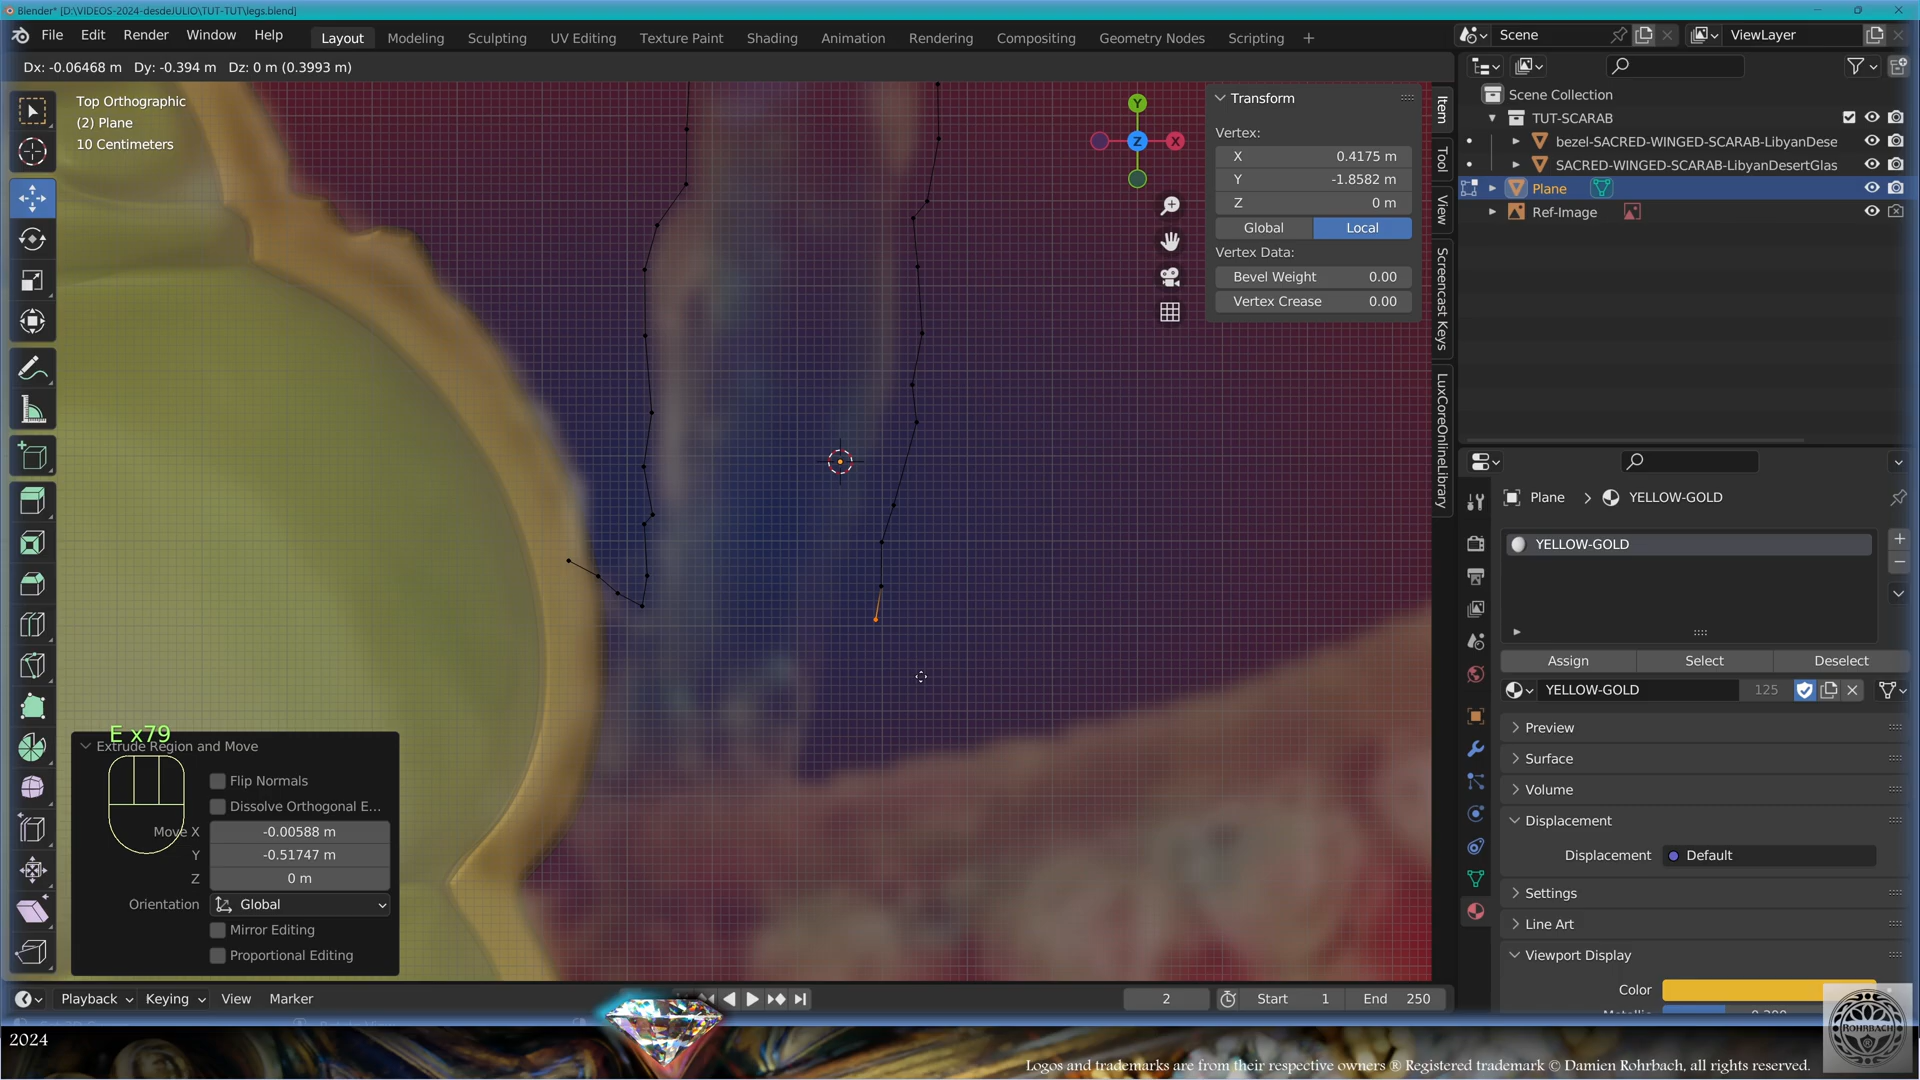 Blender* [D:\VIDEOS-2024-desdeJULIO\TUT-TUT\legs.blend]
File Edit Render Window Help
Layout Modeling Sculpting UV Editing Texture Paint Shading Animation Rendering Compositing Geometry Nodes Scripting +
Scene
ViewLayer
Dx: -0.06468 m Dy: -0.394 m Dz: 0 m (0.3993 m)
Top Orthographic
(2) Plane
10 Centimeters
Y
Z
X
Transform
Vertex:
X 0.4175 m
Y -1.8582 m
Z 0 m
Global Local
Vertex Data:
Bevel Weight 0.00
Vertex Crease 0.00
Item
Tool
View
Screencast Keys
LuxCoreOnlineLibrary
Scene Collection
TUT-SCARAB
bezel-SACRED-WINGED-SCARAB-LibyanDese
SACRED-WINGED-SCARAB-LibyanDesertGlas
Plane
Ref-Image
Plane > YELLOW-GOLD
YELLOW-GOLD
Assign Select Deselect
YELLOW-GOLD 125
Preview
Surface
Volume
Displacement
Displacement Default
Settings
Line Art
Viewport Display
Color
E x79
Extrude Region and Move
Flip Normals
Dissolve Orthogonal E...
Move X -0.00588 m
Y -0.51747 m
Z 0 m
Orientation Global
Mirror Editing
Proportional Editing
Playback Keying View Marker
2 Start 1 End 250
2024
ROHRBACH
Logos and trademarks are from their respective owners ® Registered trademark © Damien Rohrbach, all rights reserved.